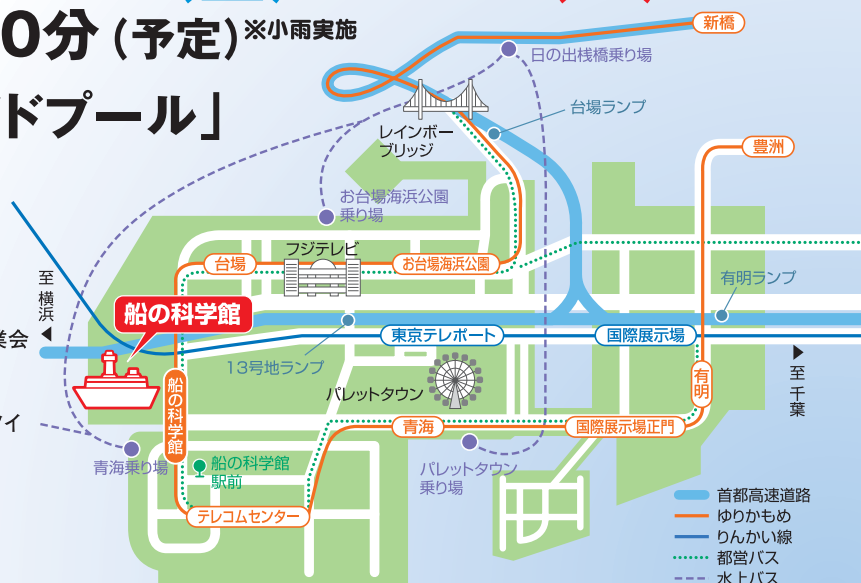 0分(予定)※小雨実施
ドプール」
新橋
日の出桟橋乗り場
台場ランプ
レインボー
ブリッジ
豊洲
お台場海浜公園
乗り場
フジテレビ
台場
お台場海浜公園
至横浜
有明ランプ
船の科学館
東京テレポート
国際展示場
業会
13号地ランプ
至千葉
パレットタウン
有明
船の科学館
青海
国際展示場正門
イ
青海乗り場
船の科学館
駅前
パレットタウン
乗り場
テレコムセンター
首都高速道路
ゆりかもめ
りんかい線
都営バス
水上バス